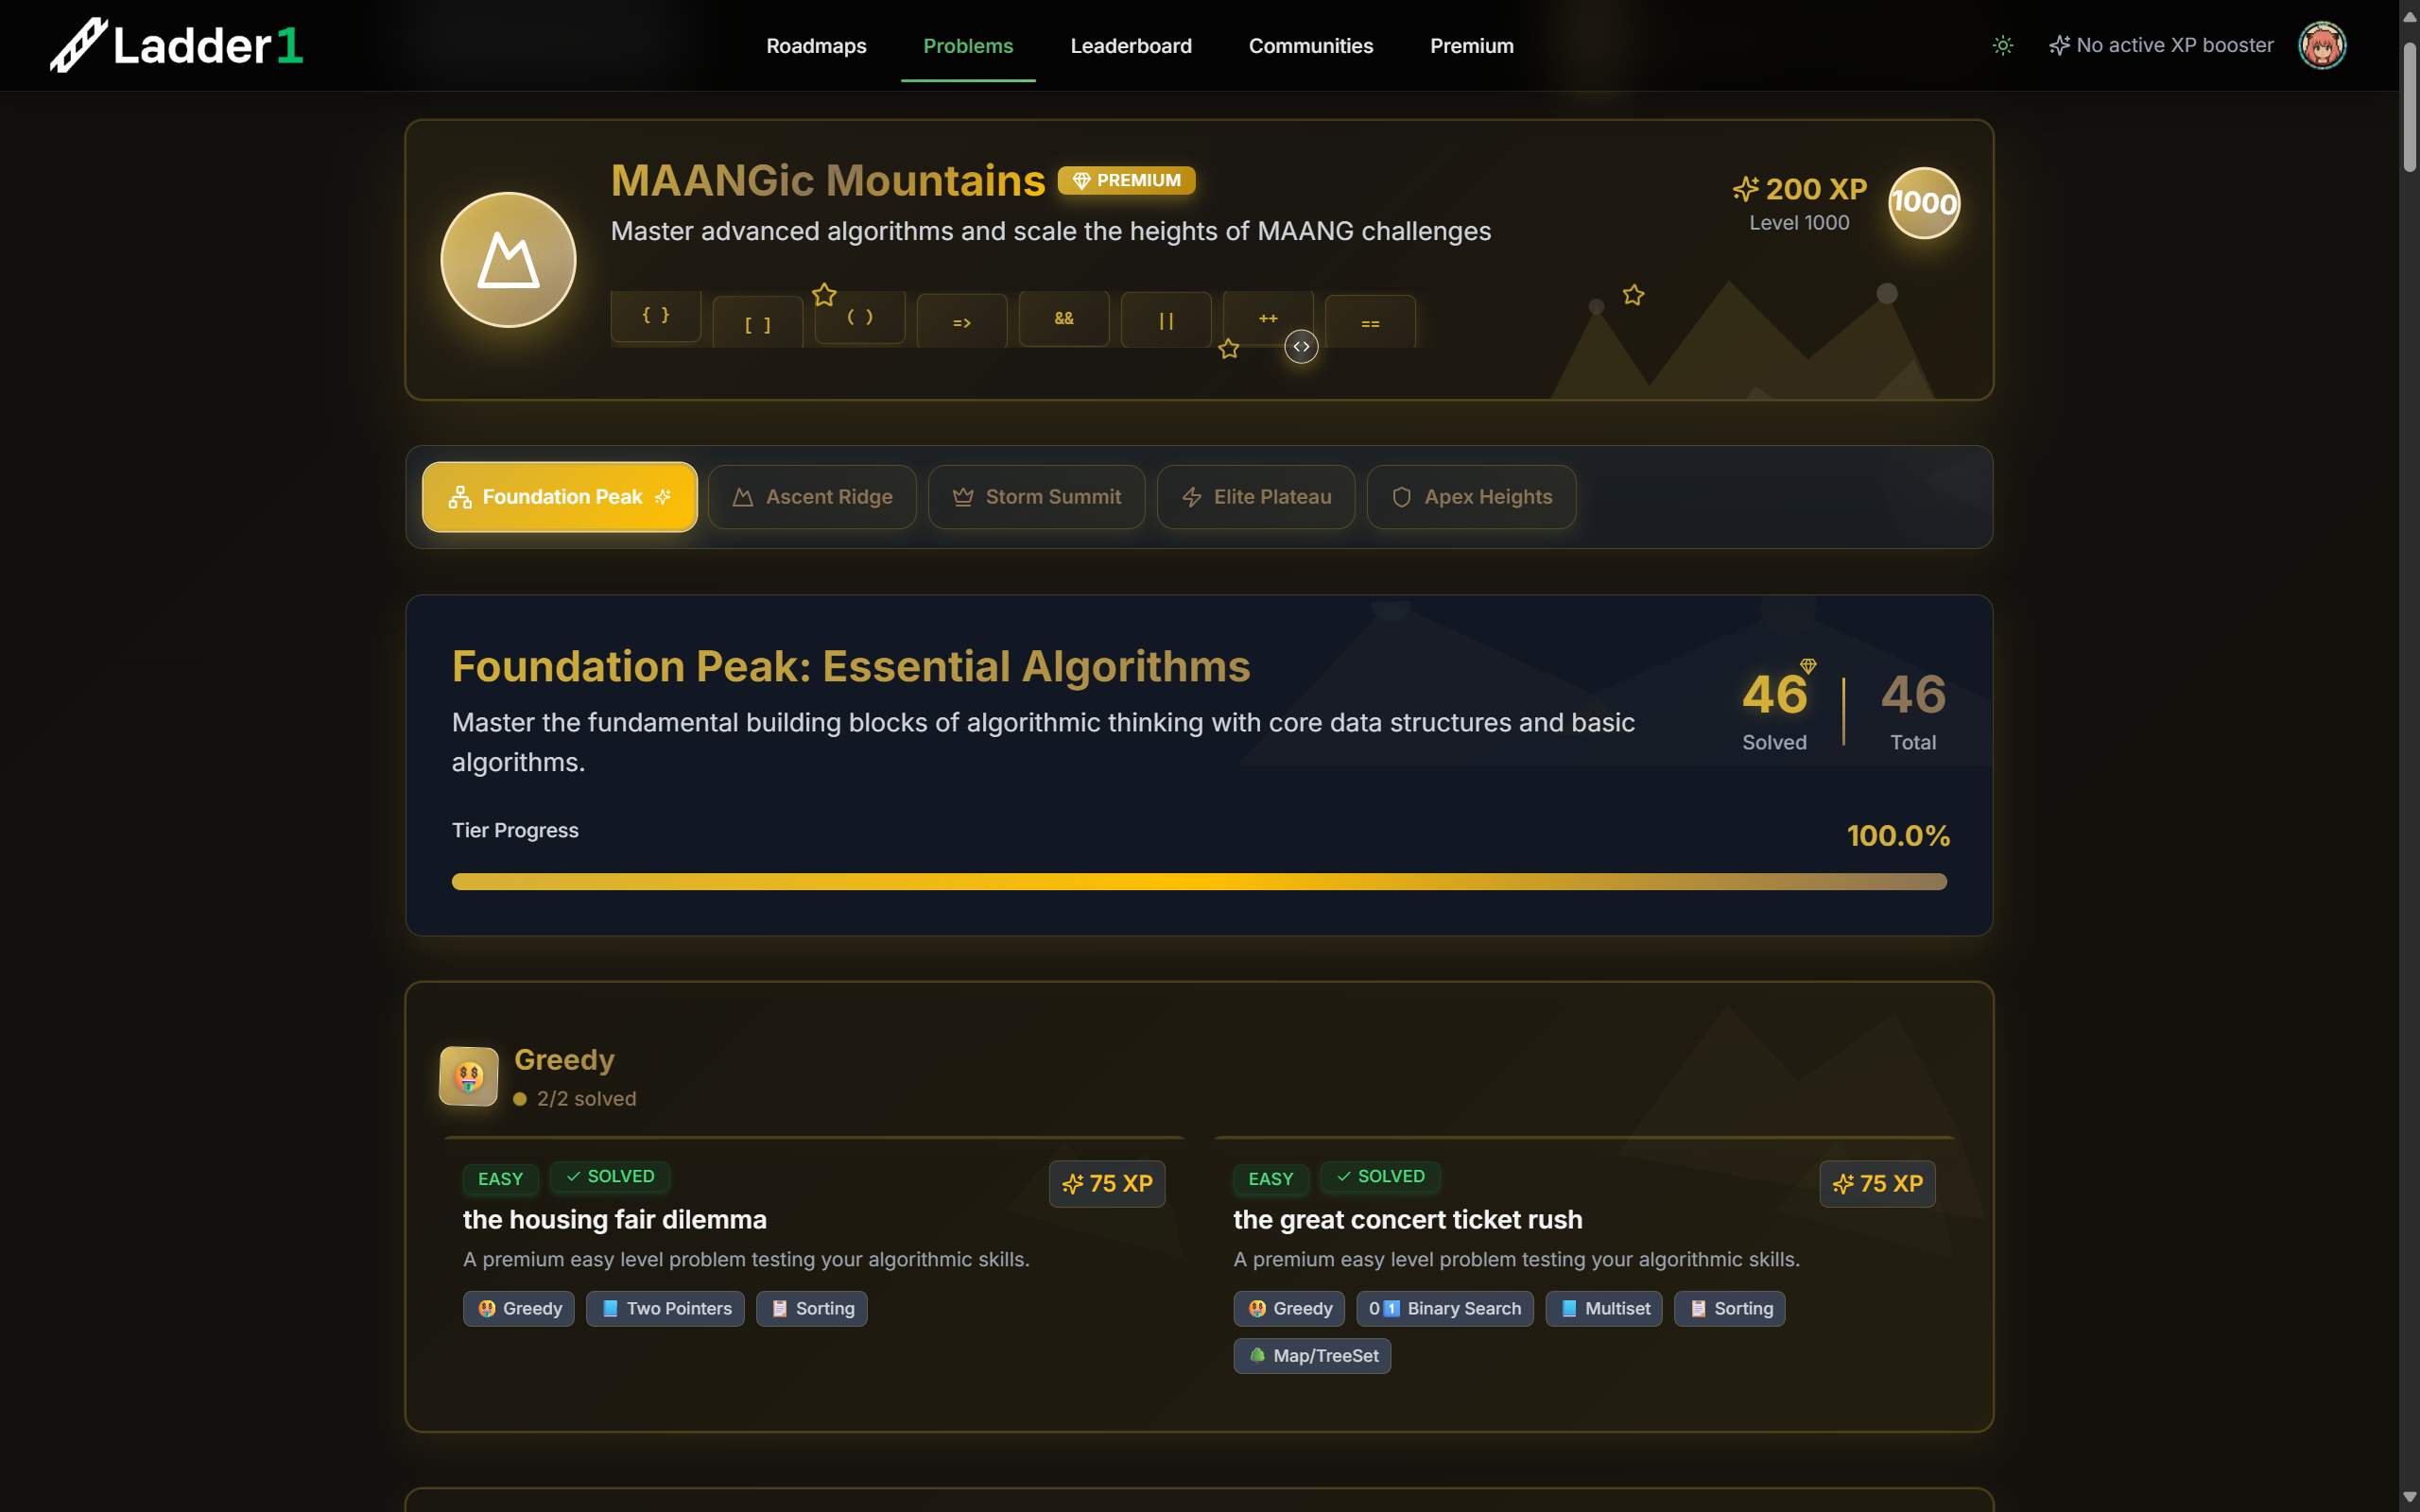 Ladder1
Roadmaps
Problems
Leaderboard
Communities
Premium
No active XP booster
MAANGic Mountains
PREMIUM
Master advanced algorithms and scale the heights of MAANG challenges
200 XP
Level 1000
1000
{ }
[ ]
( )
=>
&&
||
++
==
<>
Foundation Peak
Ascent Ridge
Storm Summit
Elite Plateau
Apex Heights
Foundation Peak: Essential Algorithms
Master the fundamental building blocks of algorithmic thinking with core data structures and basic
algorithms.
46
Solved
46
Total
Tier Progress
100.0%
Greedy
2/2 solved
EASY
SOLVED
75 XP
the housing fair dilemma
A premium easy level problem testing your algorithmic skills.
Greedy
Two Pointers
Sorting
EASY
SOLVED
75 XP
the great concert ticket rush
A premium easy level problem testing your algorithmic skills.
Greedy
01 Binary Search
Multiset
Sorting
Map/TreeSet